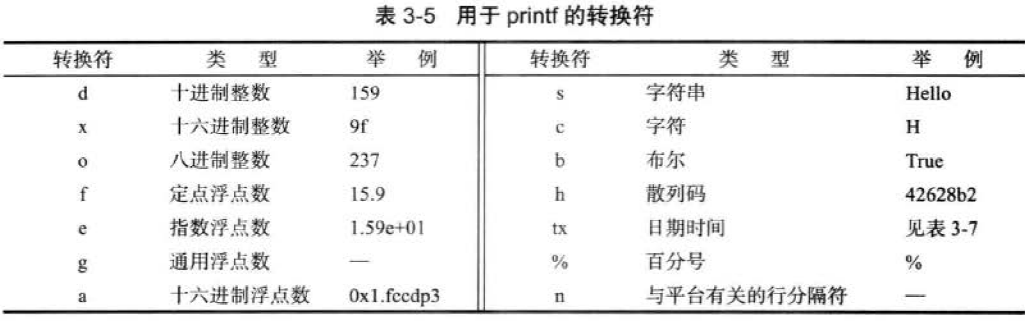 表 3-5 用于 printf 的转换符
转换符 类 型 举 例 转换符 类 型 举 例
d 十进制整数 159 s 字符串 Hello
x 十六进制整数 9f c 字符 H
o 八进制整数 237 b 布尔 True
f 定点浮点数 15.9 h 散列码 42628b2
e 指数浮点数 1.59e+01 tx 日期时间 见表 3-7
g 通用浮点数 — % 百分号 %
a 十六进制浮点数 0x1.fccdp3 n 与平台有关的行分隔符 —